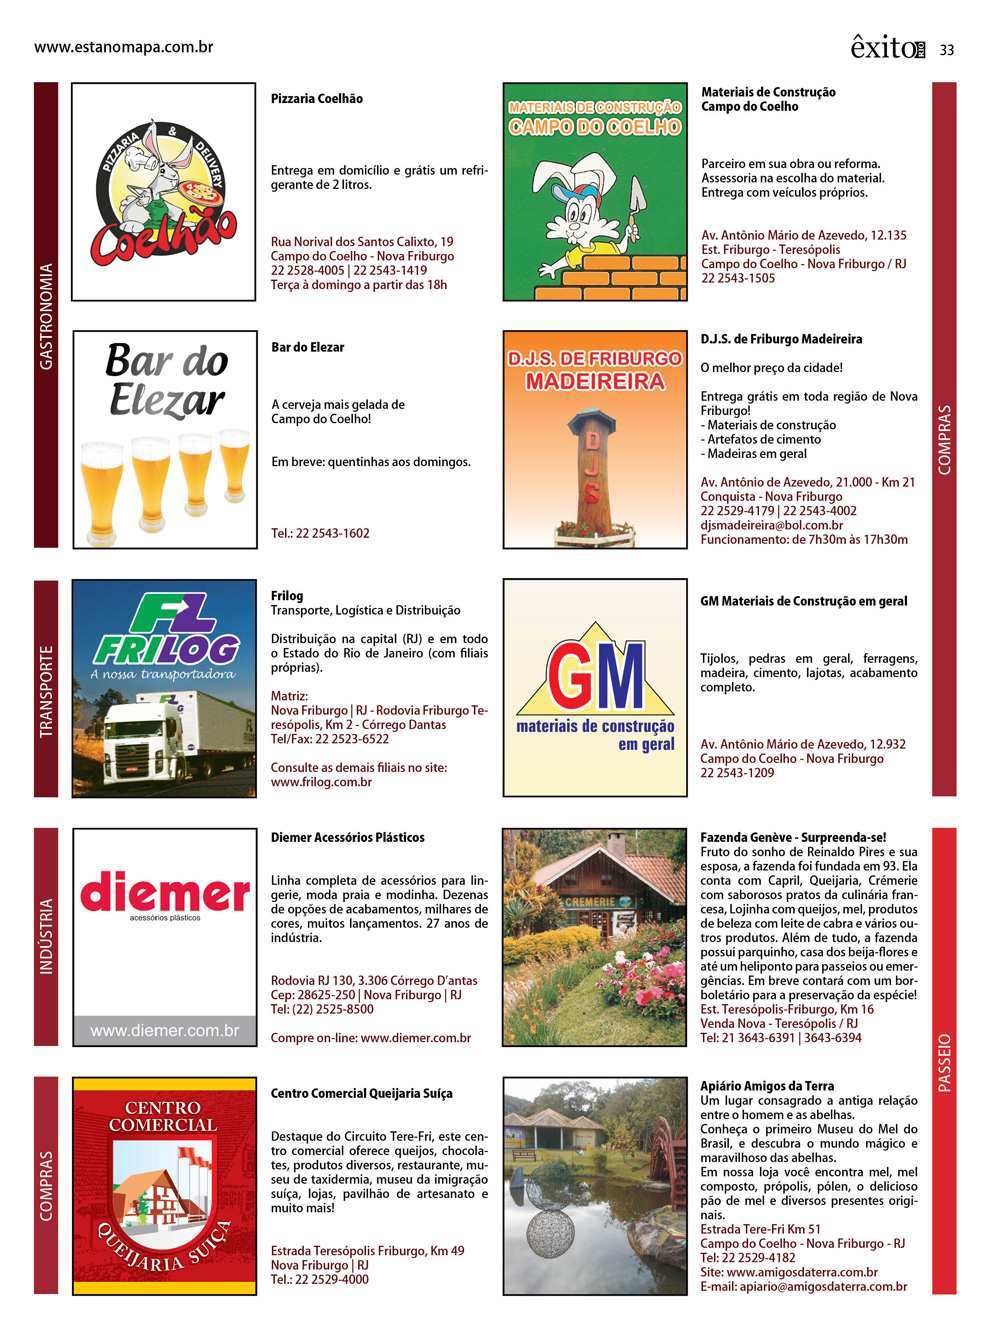 www.estanomapa.com.br
êxito RIO 33
GASTRONOMIA
PIZZARIA & DELIVERY
Coelhão
Pizzaria Coelhão
Entrega em domicílio e grátis um refri-
gerante de 2 litros.
Rua Norival dos Santos Calixto, 19
Campo do Coelho - Nova Friburgo
22 2528-4005 | 22 2543-1419
Terça à domingo a partir das 18h
Bar do
Elezar
Bar do Elezar
A cerveja mais gelada de
Campo do Coelho!
Em breve: quentinhas aos domingos.
Tel.: 22 2543-1602
TRANSPORTE
FL
FRILOG
A nossa transportadora
Frilog
Transporte, Logística e Distribuição
Distribuição na capital (RJ) e em todo
o Estado do Rio de Janeiro (com filiais
próprias).
Matriz:
Nova Friburgo | RJ - Rodovia Friburgo Te-
resópolis, Km 2 - Córrego Dantas
Tel/Fax: 22 2523-6522
Consulte as demais filiais no site:
www.frilog.com.br
INDÚSTRIA
diemer
acessórios plásticos
www.diemer.com.br
Diemer Acessórios Plásticos
Linha completa de acessórios para lin-
gerie, moda praia e modinha. Dezenas
de opções de acabamentos, milhares de
cores, muitos lançamentos. 27 anos de
indústria.
Rodovia RJ 130, 3.306 Córrego D'antas
Cep: 28625-250 | Nova Friburgo | RJ
Tel: (22) 2525-8500
Compre on-line: www.diemer.com.br
COMPRAS
CENTRO
COMERCIAL
QUEIJARIA SUIÇA
Centro Comercial Queijaria Suíça
Destaque do Circuito Tere-Fri, este cen-
tro comercial oferece queijos, chocola-
tes, produtos diversos, restaurante, mu-
seu de taxidermia, museu da imigração
suíça, lojas, pavilhão de artesanato e
muito mais!
Estrada Teresópolis Friburgo, Km 49
Nova Friburgo | RJ
Tel.: 22 2529-4000
COMPRAS
MATERIAIS DE CONSTRUÇÃO
CAMPO DO COELHO
Materiais de Construção
Campo do Coelho
Parceiro em sua obra ou reforma.
Assessoria na escolha do material.
Entrega com veículos próprios.
Av. Antônio Mário de Azevedo, 12.135
Est. Friburgo - Teresópolis
Campo do Coelho - Nova Friburgo / RJ
22 2543-1505
D.J.S. DE FRIBURGO
MADEIREIRA
DJS
D.J.S. de Friburgo Madeireira
O melhor preço da cidade!
Entrega grátis em toda região de Nova
Friburgo!
- Materiais de construção
- Artefatos de cimento
- Madeiras em geral
Av. Antônio de Azevedo, 21.000 - Km 21
Conquista - Nova Friburgo
22 2529-4179 | 22 2543-4002
djsmadeireira@bol.com.br
Funcionamento: de 7h30m às 17h30m
GM
materiais de construção
em geral
GM Materiais de Construção em geral
Tijolos, pedras em geral, ferragens,
madeira, cimento, lajotas, acabamento
completo.
Av. Antônio Mário de Azevedo, 12.932
Campo do Coelho - Nova Friburgo
22 2543-1209
PASSEIO
CREMERIE
Fazenda Genève - Surpreenda-se!
Fruto do sonho de Reinaldo Pires e sua
esposa, a fazenda foi fundada em 93. Ela
conta com Capril, Queijaria, Crémerie
com saborosos pratos da culinária fran-
cesa, Lojinha com queijos, mel, produtos
de beleza com leite de cabra e vários ou-
tros produtos. Além de tudo, a fazenda
possui parquinho, casa dos beija-flores e
até um heliponto para passeios ou emer-
gências. Em breve contará com um bor-
boletário para a preservação da espécie!
Est. Teresópolis-Friburgo, Km 16
Venda Nova - Teresópolis / RJ
Tel: 21 3643-6391 | 3643-6394
Apiário Amigos da Terra
Um lugar consagrado a antiga relação
entre o homem e as abelhas.
Conheça o primeiro Museu do Mel do
Brasil, e descubra o mundo mágico e
maravilhoso das abelhas.
Em nossa loja você encontra mel, mel
composto, própolis, pólen, o delicioso
pão de mel e diversos presentes origi-
nais.
Estrada Tere-Fri Km 51
Campo do Coelho - Nova Friburgo - RJ
Tel: 22 2529-4182
Site: www.amigosdaterra.com.br
E-mail: apiario@amigosdaterra.com.br